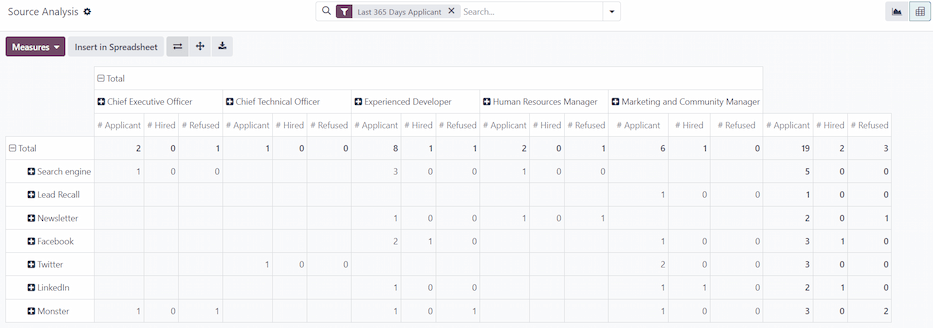 Source Analysis
Last 365 Days Applicant × Search...
Measures Insert in Spreadsheet
Total
Chief Executive Officer Chief Technical Officer Experienced Developer Human Resources Manager Marketing and Community Manager
# Applicant # Hired # Refused # Applicant # Hired # Refused # Applicant # Hired # Refused # Applicant # Hired # Refused # Applicant # Hired # Refused # Applicant # Hired # Refused
Total 2 0 1 1 0 0 8 1 1 2 0 1 6 1 0 19 2 3
Search engine 1 0 0 3 0 0 1 0 0 5 0 0
Lead Recall 1 0 0 1 0 0
Newsletter 1 0 0 1 0 1 2 0 1
Facebook 2 1 0 1 0 0 3 1 0
Twitter 1 0 0 2 0 0 3 0 0
LinkedIn 1 0 0 1 1 0 2 1 0
Monster 1 0 1 1 0 1 1 0 0 3 0 2